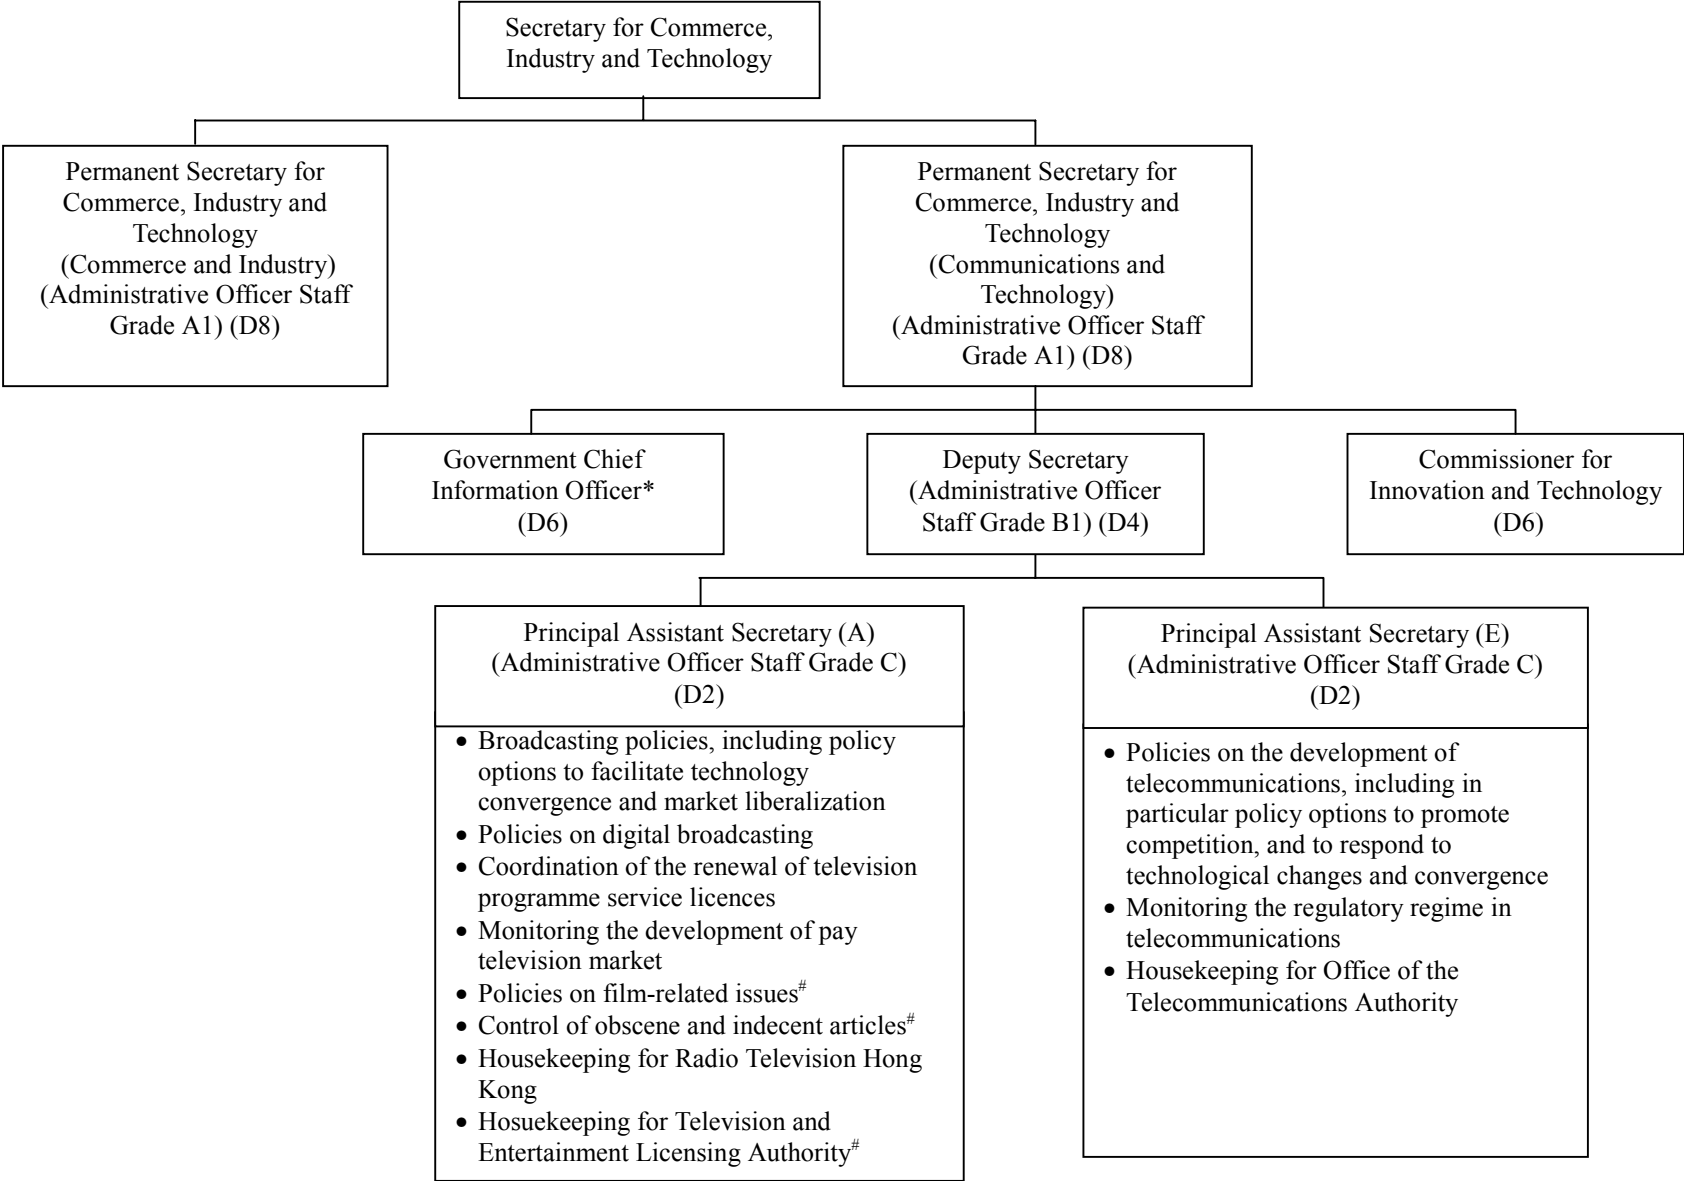 Secretary for Commerce,
Industry and Technology
Permanent Secretary for
Commerce, Industry and
Technology
(Commerce and Industry)
(Administrative Officer Staff
Grade A1) (D8)
Permanent Secretary for
Commerce, Industry and
Technology
(Communications and
Technology)
(Administrative Officer Staff
Grade A1) (D8)
Government Chief
Information Officer*
(D6)
Deputy Secretary
(Administrative Officer
Staff Grade B1) (D4)
Commissioner for
Innovation and Technology
(D6)
Principal Assistant Secretary (A)
(Administrative Officer Staff Grade C)
(D2)
• Broadcasting policies, including policy
options to facilitate technology
convergence and market liberalization
• Policies on digital broadcasting
• Coordination of the renewal of television
programme service licences
• Monitoring the development of pay
television market
• Policies on film-related issues#
• Control of obscene and indecent articles#
• Housekeeping for Radio Television Hong
Kong
• Hosuekeeping for Television and
Entertainment Licensing Authority#
Principal Assistant Secretary (E)
(Administrative Officer Staff Grade C)
(D2)
• Policies on the development of
telecommunications, including in
particular policy options to promote
competition, and to respond to
technological changes and convergence
• Monitoring the regulatory regime in
telecommunications
• Housekeeping for Office of the
Telecommunications Authority